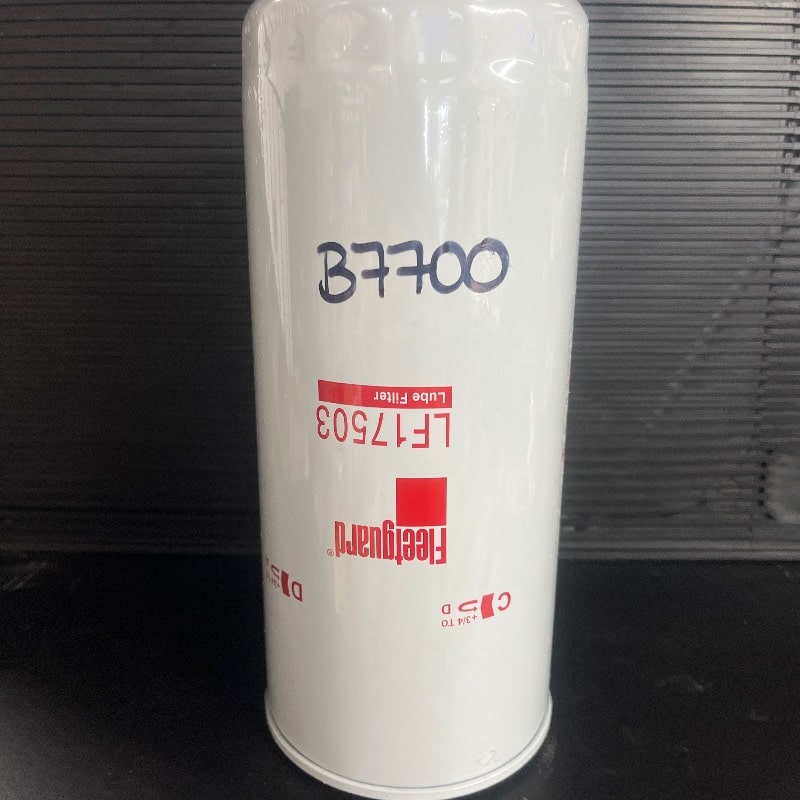 B7700
Lube Filter
LF17503
Fleetguard®
D
C
+3/4 TO
D